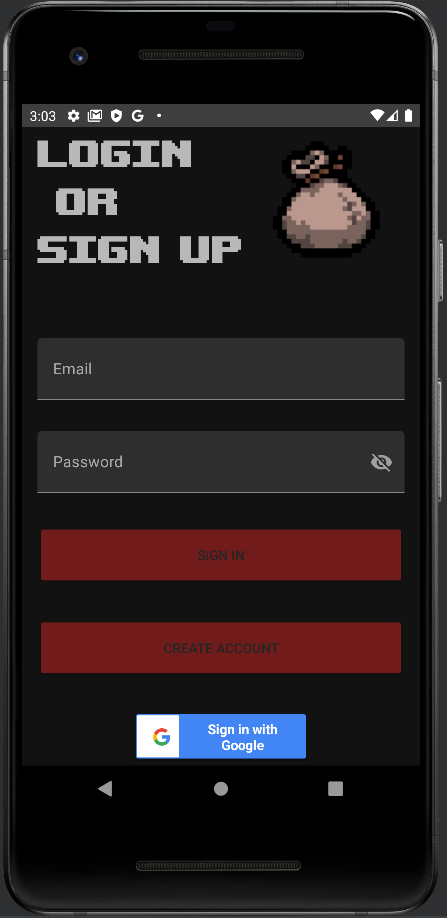 3:03
LOGIN
OR
SIGN UP
Email
Password
SIGN IN
CREATE ACCOUNT
G
Sign in with
Google